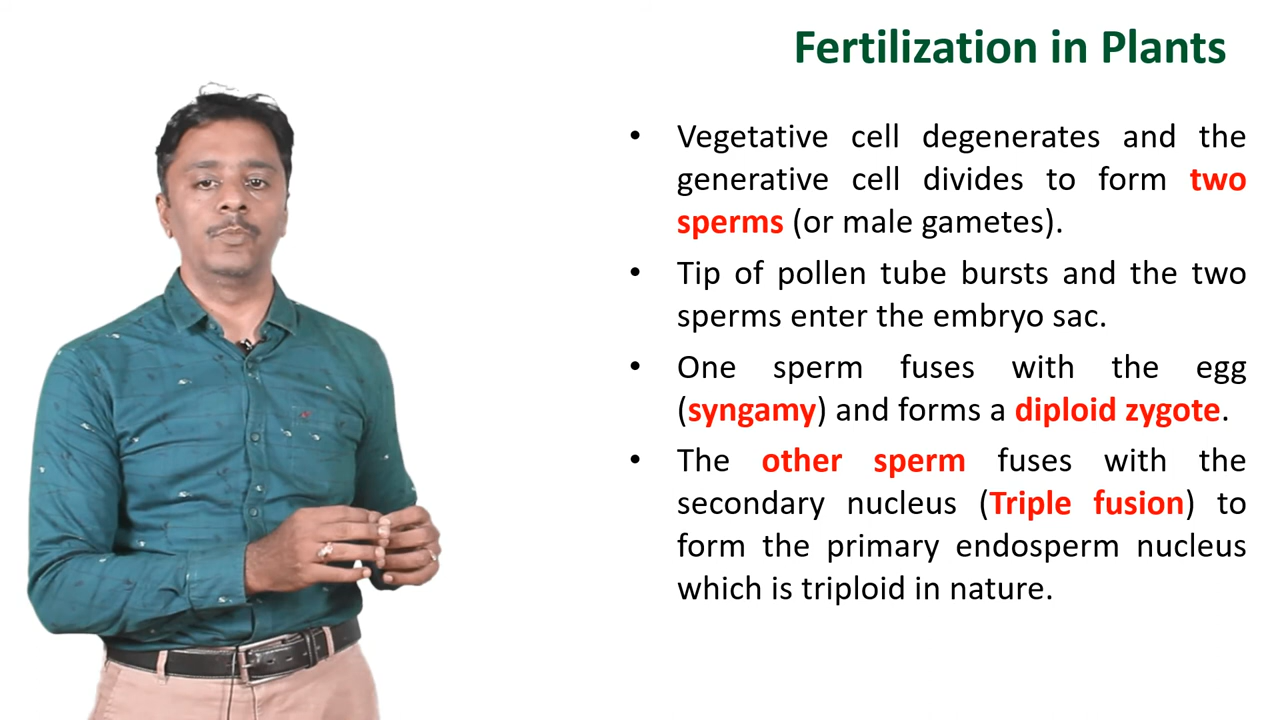 Fertilization in Plants
• Vegetative cell degenerates and the
generative cell divides to form two
sperms (or male gametes).
• Tip of pollen tube bursts and the two
sperms enter the embryo sac.
• One sperm fuses with the egg
(syngamy) and forms a diploid zygote.
• The other sperm fuses with the
secondary nucleus (Triple fusion) to
form the primary endosperm nucleus
which is triploid in nature.